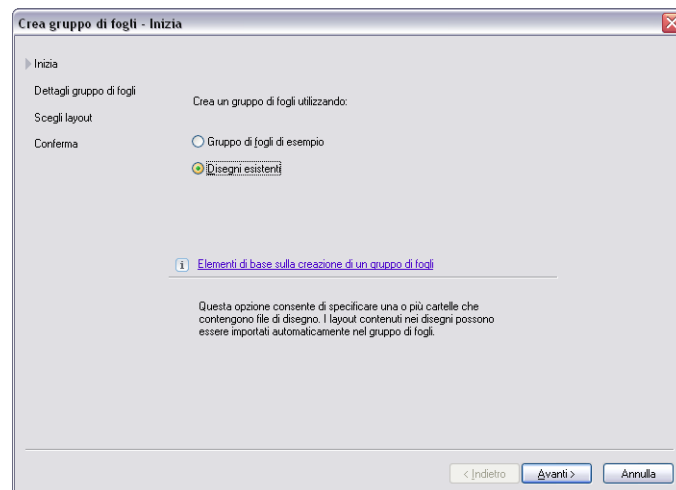 Crea gruppo di fogli - Inizia
Inizia
Dettagli gruppo di fogli
Scegli layout
Conferma
Crea un gruppo di fogli utilizzando:
Gruppo di fogli di esempio
Disegni esistenti
Elementi di base sulla creazione di un gruppo di fogli
Questa opzione consente di specificare una o più cartelle che
contengono file di disegno. I layout contenuti nei disegni possono
essere importati automaticamente nel gruppo di fogli.
< Indietro
Avanti >
Annulla